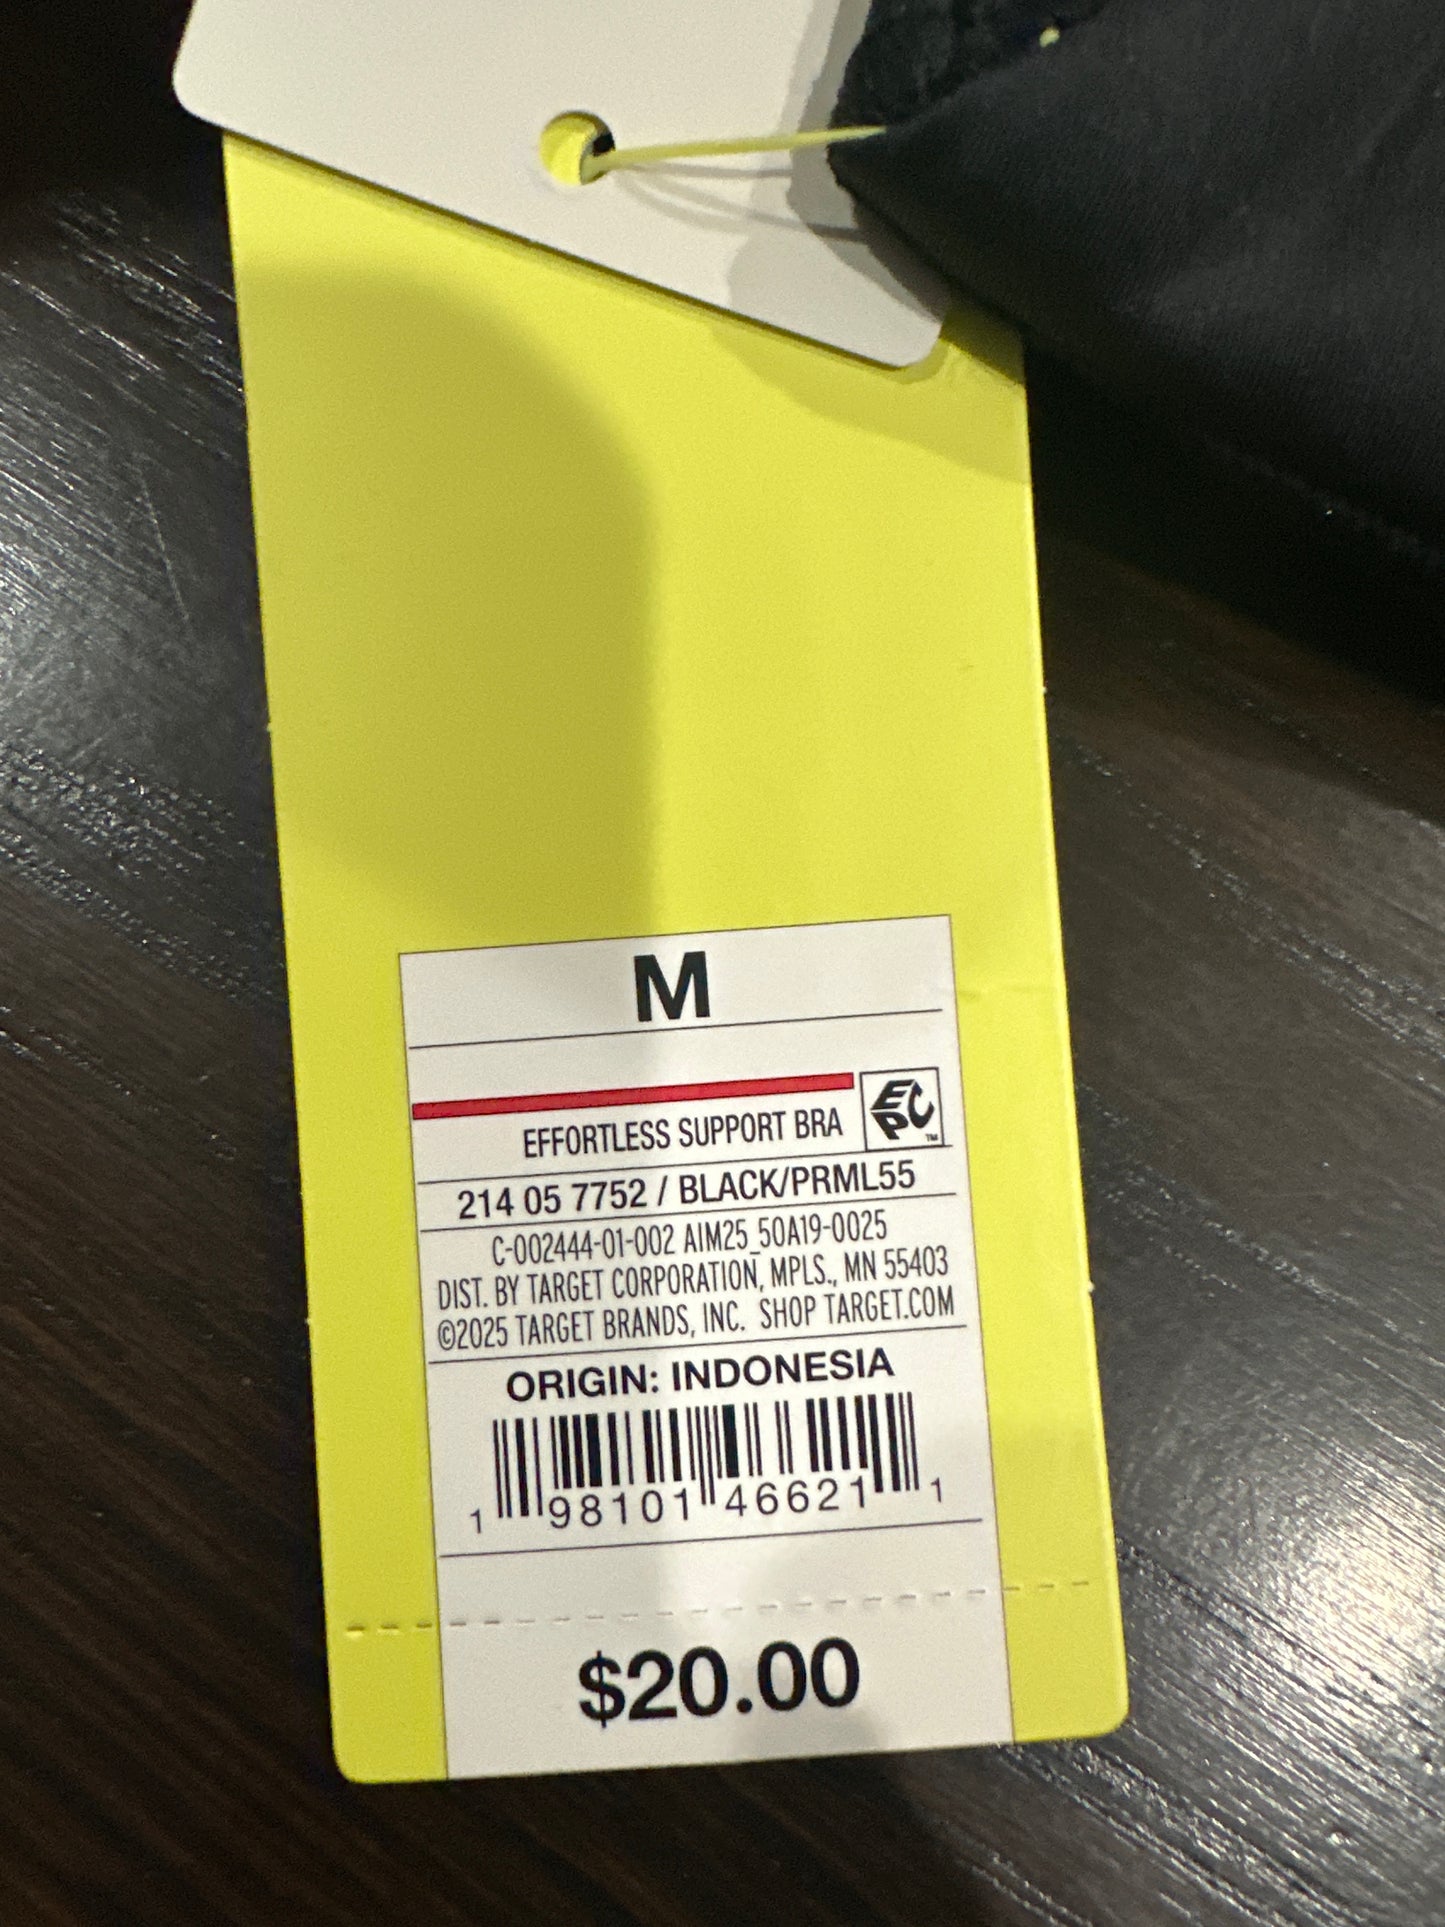 M
EPC™
EFFORTLESS SUPPORT BRA
214 05 7752 / BLACK/PRML55
C-002444-01-002 AIM25_50A19-0025
DIST. BY TARGET CORPORATION, MPLS., MN 55403
©2025 TARGET BRANDS, INC. SHOP TARGET.COM
ORIGIN: INDONESIA
1 98101 46621 1
$20.00